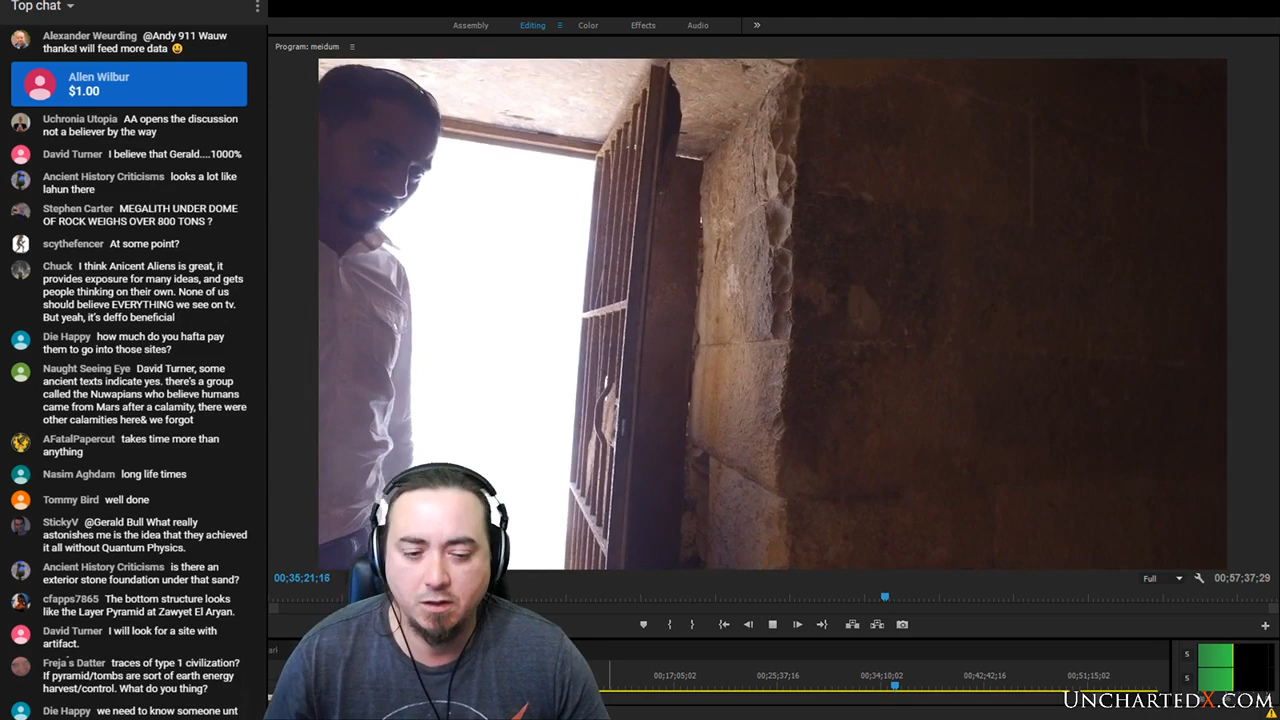 Top chat
Alexander Weurding @Andy 911 Wauw
thanks! will feed more data
Allen Wilbur
$1.00
Uchronia Utopia AA opens the discussion
not a believer by the way
David Turner I believe that Gerald....1000%
Ancient History Criticisms looks a lot like
lahun there
Stephen Carter MEGALITH UNDER DOME
OF ROCK WEIGHS OVER 800 TONS ?
scythefencer At some point?
Chuck I think Anicent Aliens is great, it
provides exposure for many ideas, and gets
people thinking on their own. None of us
should believe EVERYTHING we see on tv.
But yeah, it's deffo beneficial
Die Happy how much do you hafta pay
them to go into those sites?
Naught Seeing Eye David Turner, some
ancient texts indicate yes. there's a group
called the Nuwapians who believe humans
came from Mars after a calamity, there were
other calamities here& we forgot
AFatalPapercut takes time more than
anything
Nasim Aghdam long life times
Tommy Bird well done
StickyV @Gerald Bull What really
astonishes me is the idea that they achieved
it all without Quantum Physics.
Ancient History Criticisms is there an
exterior stone foundation under that sand?
cfapps7865 The bottom structure looks
like the Layer Pyramid at Zawyet El Aryan.
David Turner I will look for a site with
artifact.
Freja s Datter traces of type 1 civilization?
If pyramid/tombs are sort of earth energy
harvest/control. What do you thing?
Die Happy we need to know someone unt
Assembly Editing Color Effects Audio
Program: meidum
00;35;21;16 Full 00;57;37;29
00;17;05;02 00;25;37;16 00;34;10;02 00;42;42;16 00;51;15;02
S
S
UnchartedX.com